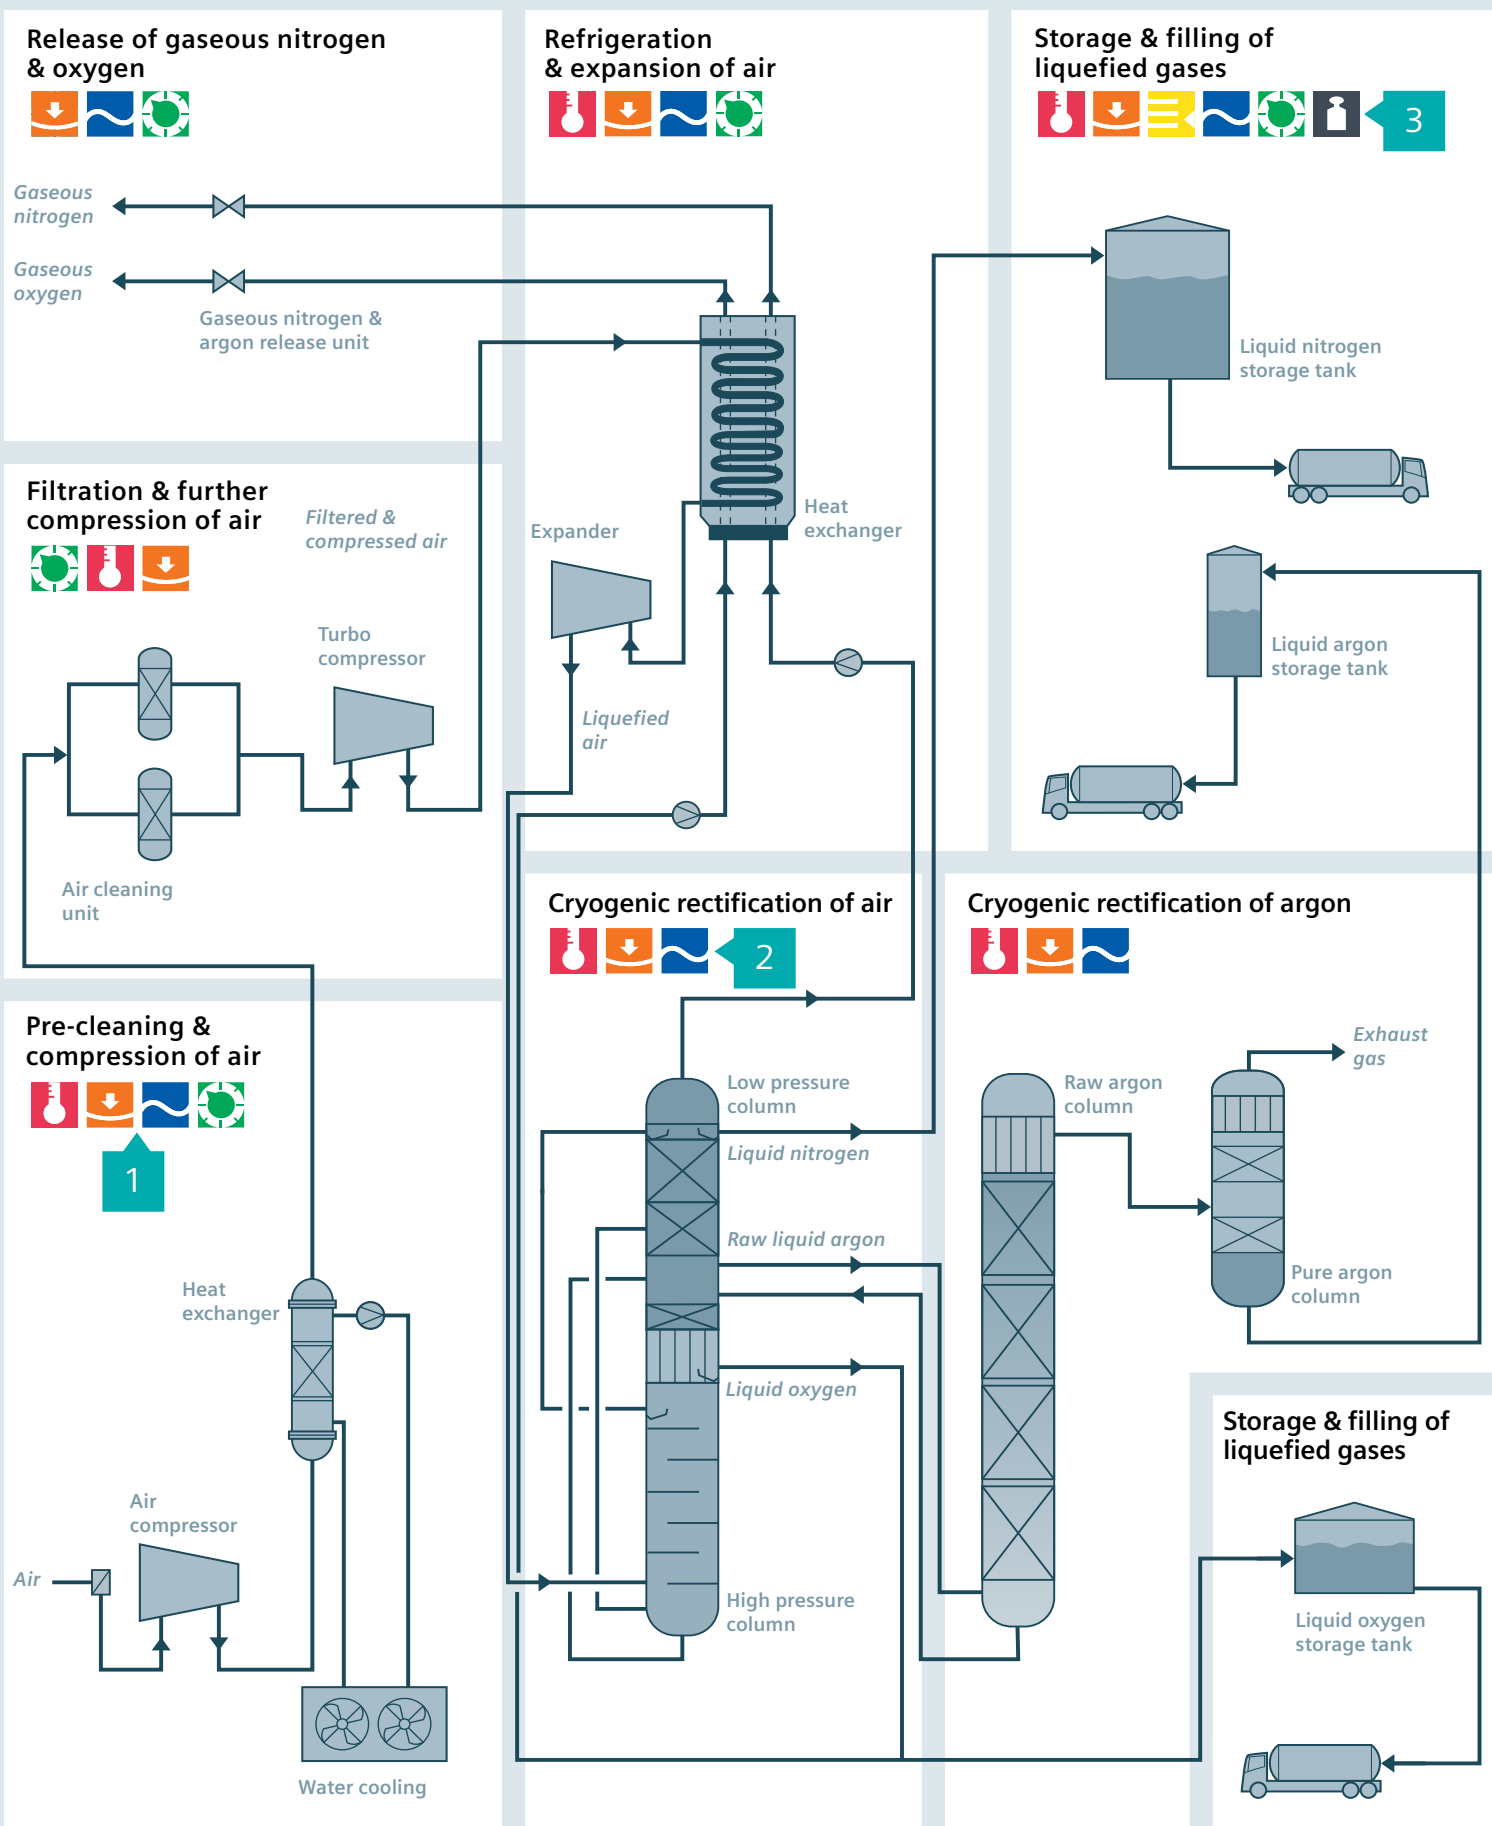 Release of gaseous nitrogen
& oxygen
Gaseous
nitrogen
Gaseous
oxygen
Gaseous nitrogen &
argon release unit
Refrigeration
& expansion of air
Heat
exchanger
Expander
Liquefied
air
Storage & filling of
liquefied gases
3
Liquid nitrogen
storage tank
Liquid argon
storage tank
Filtration & further
compression of air
Filtered &
compressed air
Turbo
compressor
Air cleaning
unit
Pre-cleaning &
compression of air
1
Heat
exchanger
Air
compressor
Air
Water cooling
Cryogenic rectification of air
2
Low pressure
column
Liquid nitrogen
Raw liquid argon
Liquid oxygen
High pressure
column
Cryogenic rectification of argon
Exhaust
gas
Raw argon
column
Pure argon
column
Storage & filling of
liquefied gases
Liquid oxygen
storage tank